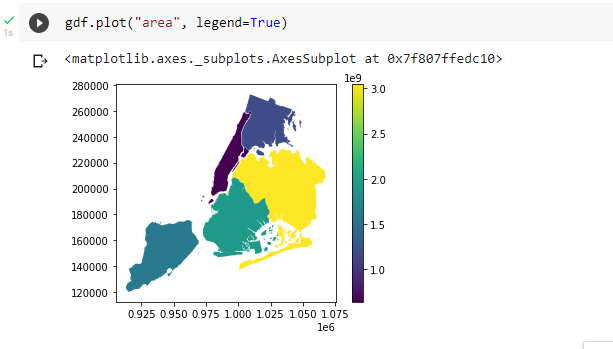 gdf.plot("area", legend=True)
1s
<matplotlib.axes._subplots.AxesSubplot at 0x7f807ffedc10>
1e9
280000
260000
240000
220000
200000
180000
160000
140000
120000
3.0
2.5
2.0
1.5
1.0
0.925 0.950 0.975 1.000 1.025 1.050 1.075
1e6